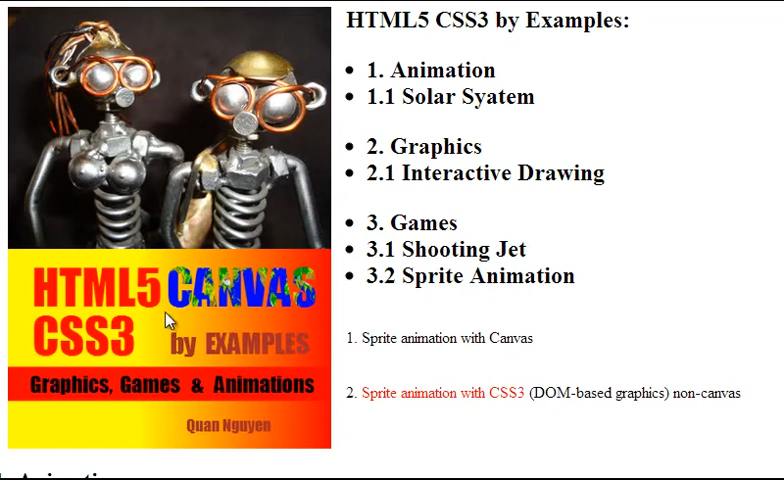 HTML5 CANVAS
CSS3
by EXAMPLES
Graphics, Games & Animations
Quan Nguyen
HTML5 CSS3 by Examples:
1. Animation
1.1 Solar Syatem
2. Graphics
2.1 Interactive Drawing
3. Games
3.1 Shooting Jet
3.2 Sprite Animation
1. Sprite animation with Canvas
2. Sprite animation with CSS3 (DOM-based graphics) non-canvas